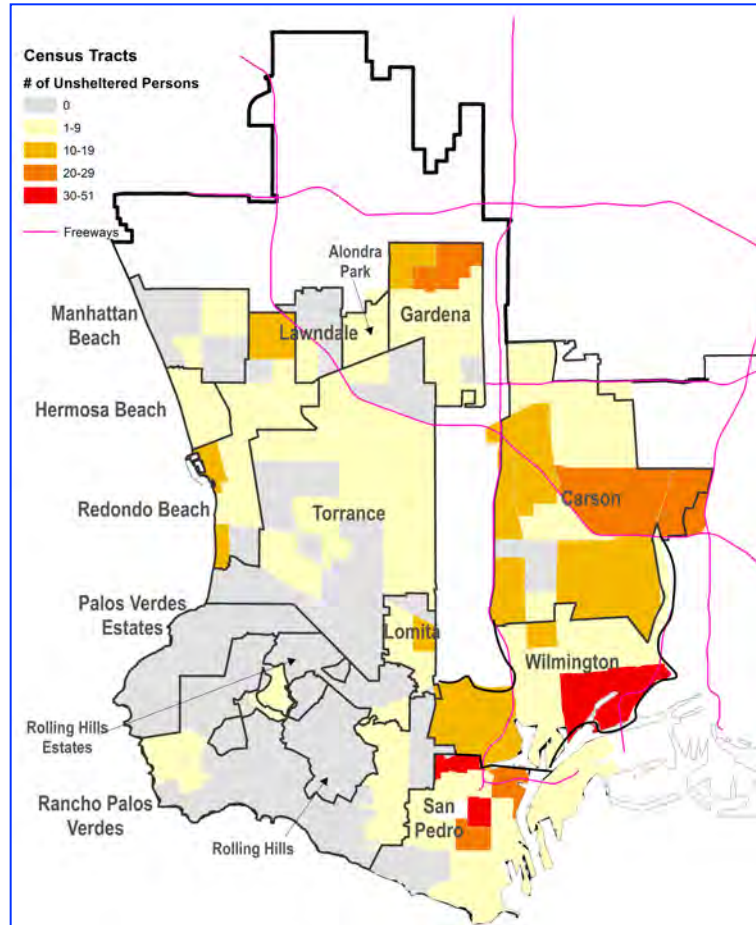 Census Tracts
# of Unsheltered Persons
0
1-9
10-19
20-29
30-51
Freeways
Alondra
Park
Manhattan
Beach
Lawndale
Gardena
Hermosa Beach
Redondo Beach
Torrance
Carson
Palos Verdes
Estates
Lomita
Wilmington
Rolling Hills
Estates
Rancho Palos
Verdes
Rolling Hills
San
Pedro